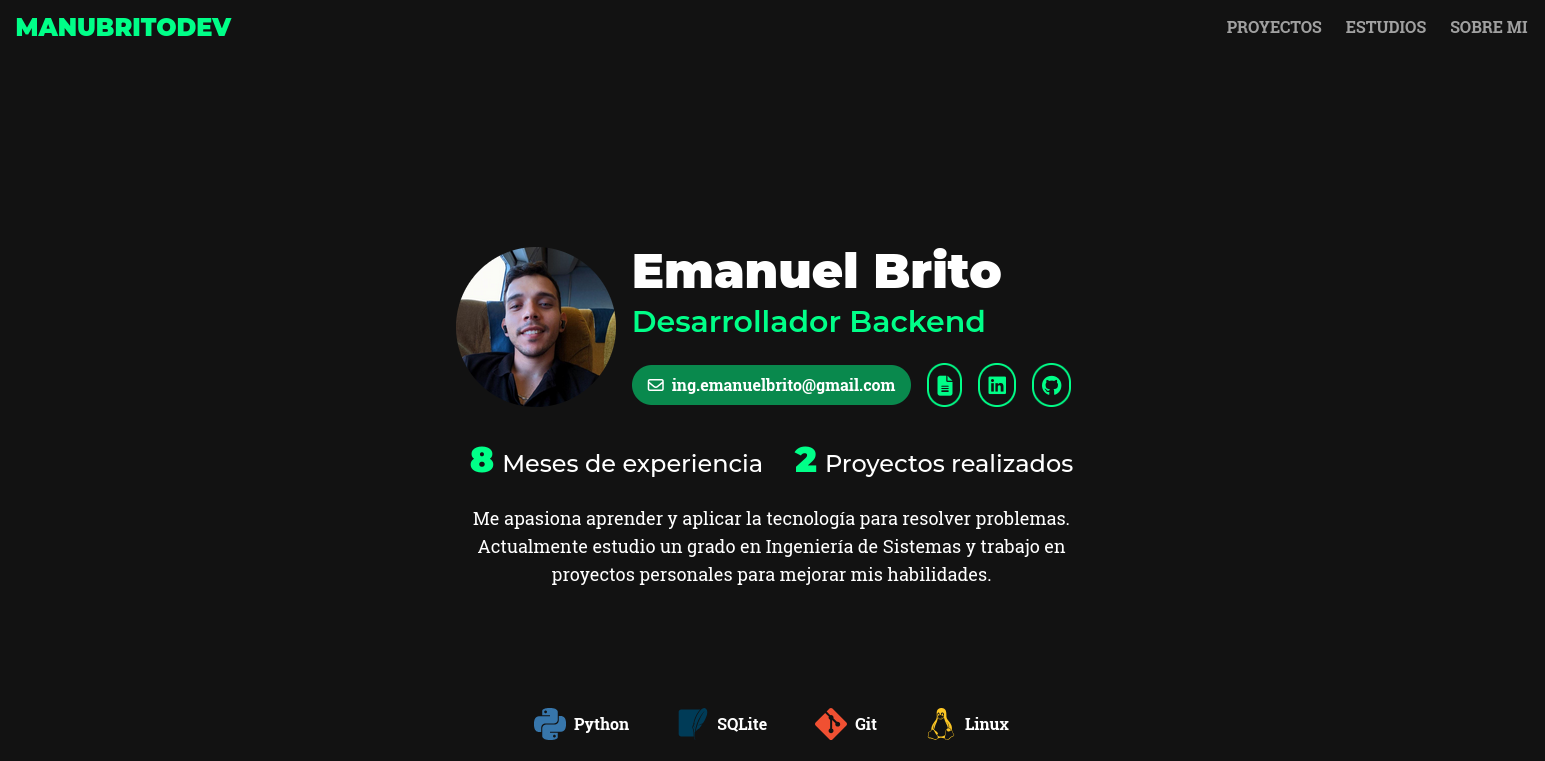 MANUBRITODEV
PROYECTOS ESTUDIOS SOBRE MI
Emanuel Brito
Desarrollador Backend
ing.emanuelbrito@gmail.com
8 Meses de experiencia 2 Proyectos realizados
Me apasiona aprender y aplicar la tecnología para resolver problemas.
Actualmente estudio un grado en Ingeniería de Sistemas y trabajo en
proyectos personales para mejorar mis habilidades.
Python SQLite Git Linux